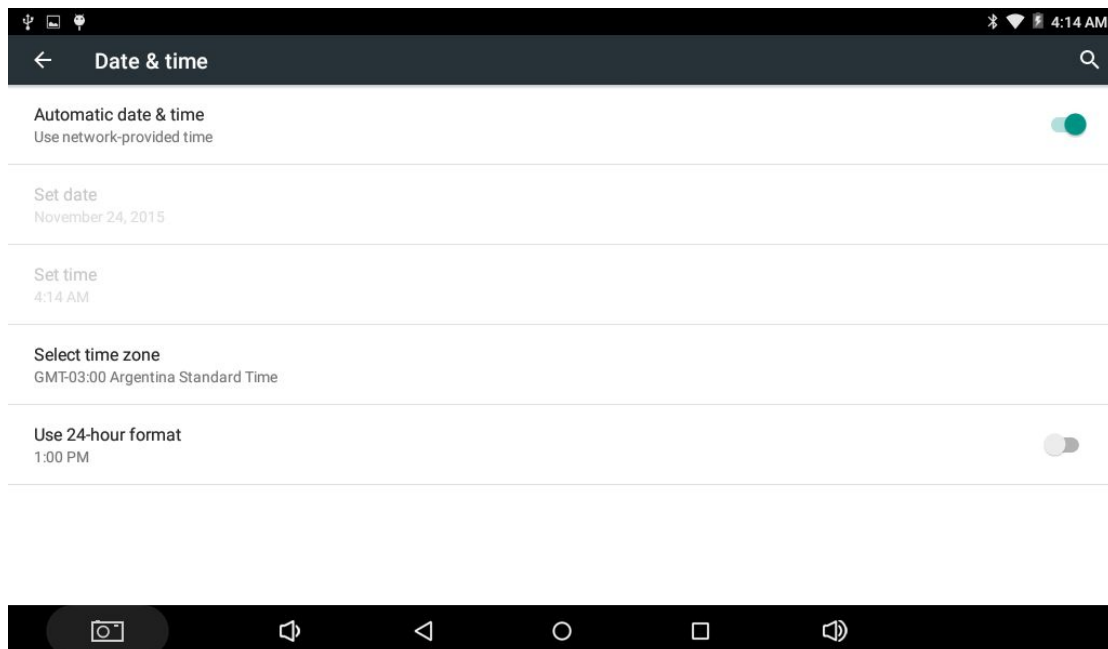 4:14 AM
Date & time
Automatic date & time
Use network-provided time
Set date
November 24, 2015
Set time
4:14 AM
Select time zone
GMT-03:00 Argentina Standard Time
Use 24-hour format
1:00 PM